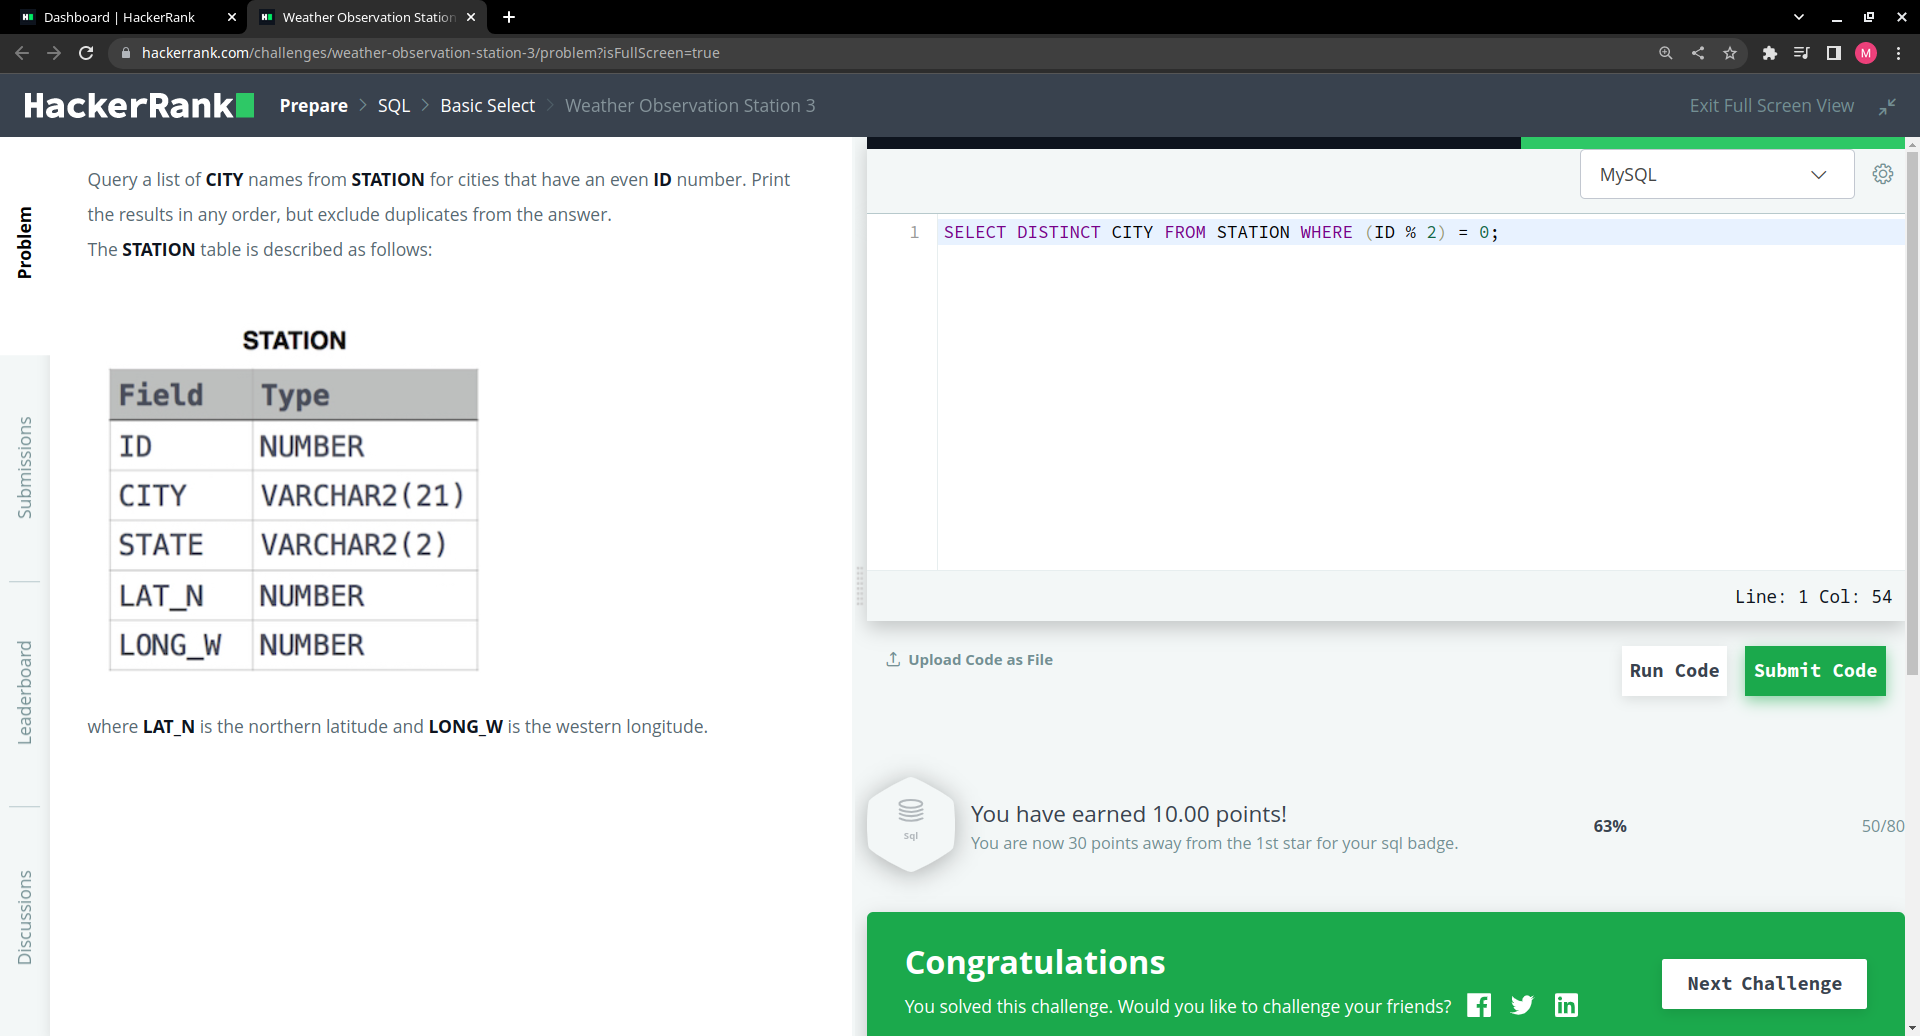 Dashboard | HackerRank
Weather Observation Station
hackerrank.com/challenges/weather-observation-station-3/problem?isFullScreen=true
M
HackerRank
Prepare > SQL > Basic Select > Weather Observation Station 3
Exit Full Screen View
Problem
Submissions
Leaderboard
Discussions
Query a list of CITY names from STATION for cities that have an even ID number. Print
the results in any order, but exclude duplicates from the answer.
The STATION table is described as follows:
STATION
Field Type
ID NUMBER
CITY VARCHAR2(21)
STATE VARCHAR2(2)
LAT_N NUMBER
LONG_W NUMBER
where LAT_N is the northern latitude and LONG_W is the western longitude.
MySQL
1 SELECT DISTINCT CITY FROM STATION WHERE (ID % 2) = 0;
Line: 1 Col: 54
Upload Code as File
Run Code
Submit Code
Sql
You have earned 10.00 points!
You are now 30 points away from the 1st star for your sql badge.
63%
50/80
Congratulations
You solved this challenge. Would you like to challenge your friends?
Next Challenge